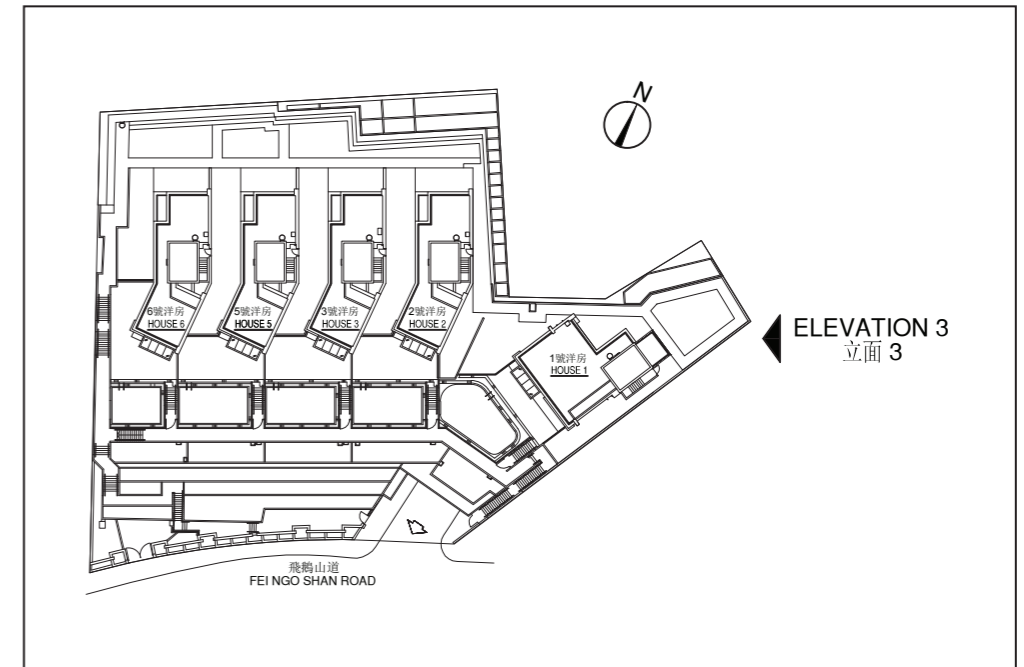 N
6號洋房
HOUSE 6
5號洋房
HOUSE 5
3號洋房
HOUSE 3
2號洋房
HOUSE 2
1號洋房
HOUSE 1
ELEVATION 3
立面 3
飛鵝山道
FEI NGO SHAN ROAD